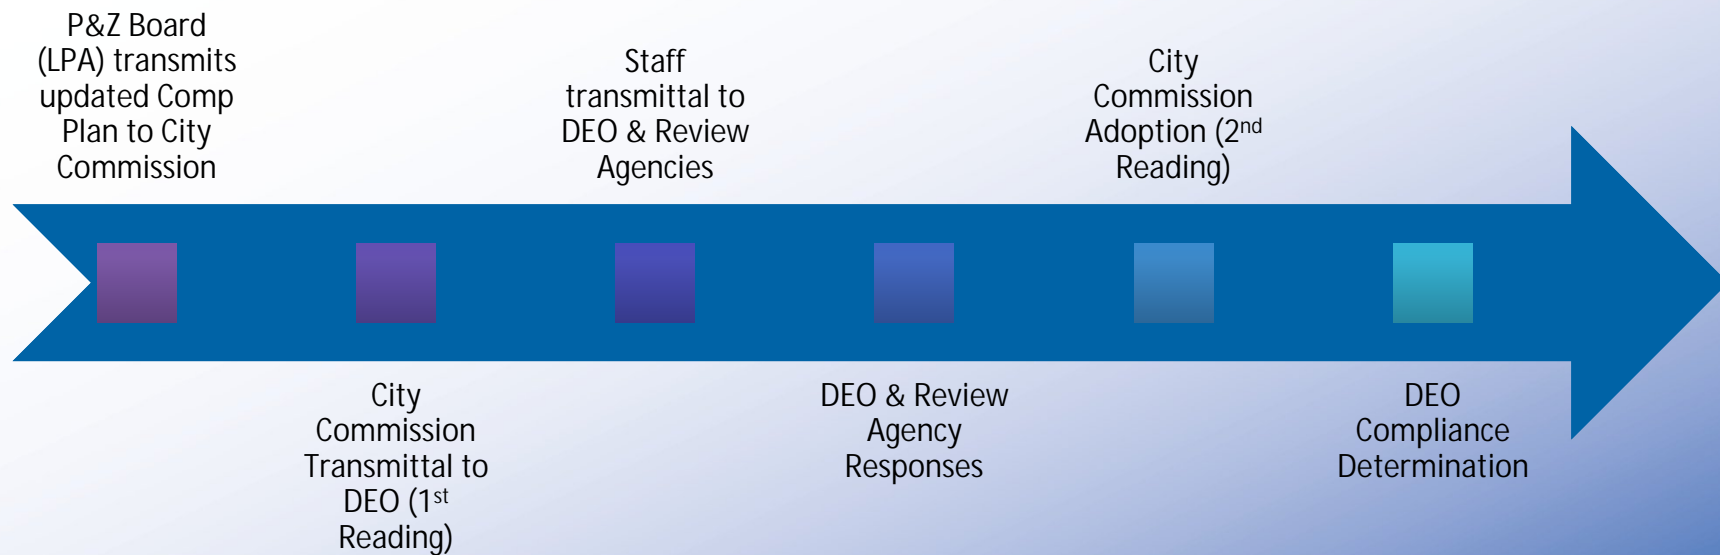 P&Z Board
(LPA) transmits
updated Comp
Plan to City
Commission
City
Commission
Transmittal to
DEO (1st
Reading)
Staff
transmittal to
DEO & Review
Agencies
DEO & Review
Agency
Responses
City
Commission
Adoption (2nd
Reading)
DEO
Compliance
Determination